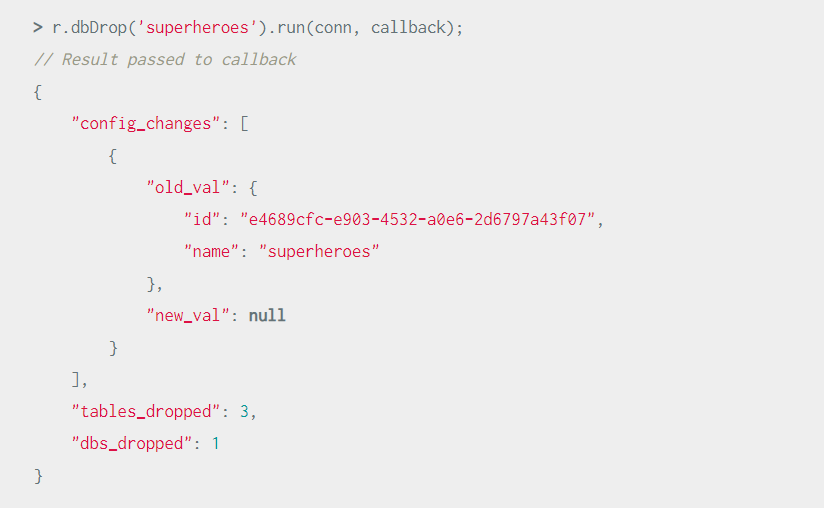 > r.dbDrop('superheroes').run(conn, callback);
// Result passed to callback
{
    "config_changes": [
        {
            "old_val": {
                "id": "e4689cfc-e903-4532-a0e6-2d6797a43f07",
                "name": "superheroes"
            },
            "new_val": null
        }
    ],
    "tables_dropped": 3,
    "dbs_dropped": 1
}